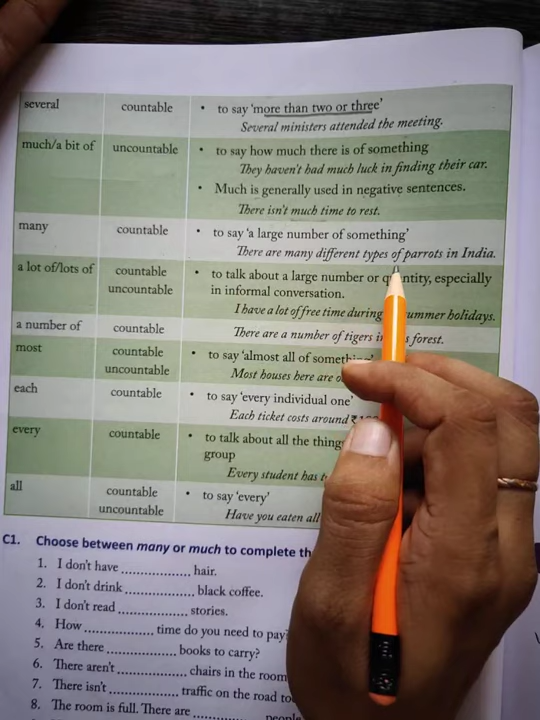 several countable • to say 'more than two or three'
Several ministers attended the meeting.
much/a bit of uncountable • to say how much there is of something
They haven't had much luck in finding their car.
• Much is generally used in negative sentences.
There isn't much time to rest.
many countable • to say 'a large number of something'
There are many different types of parrots in India.
a lot of/lots of countable • to talk about a large number or quantity, especially
uncountable in informal conversation.
I have a lot of free time during summer holidays.
a number of countable There are a number of tigers in forest.
most countable • to say 'almost all of something'
uncountable Most houses here are
each countable • to say 'every individual one'
Each ticket costs around ₹
every countable • to talk about all the
group
Every student has
all countable • to say 'every'
uncountable Have you eaten all
C1. Choose between many or much to complete
1. I don't have ................. hair.
2. I don't drink ................. black coffee.
3. I don't read ................. stories.
4. How ................. time do you need to pay
5. Are there ................. books to carry?
6. There aren't ................. chairs in the room
7. There isn't ................. traffic on the road to
8. The room is full. There are .................